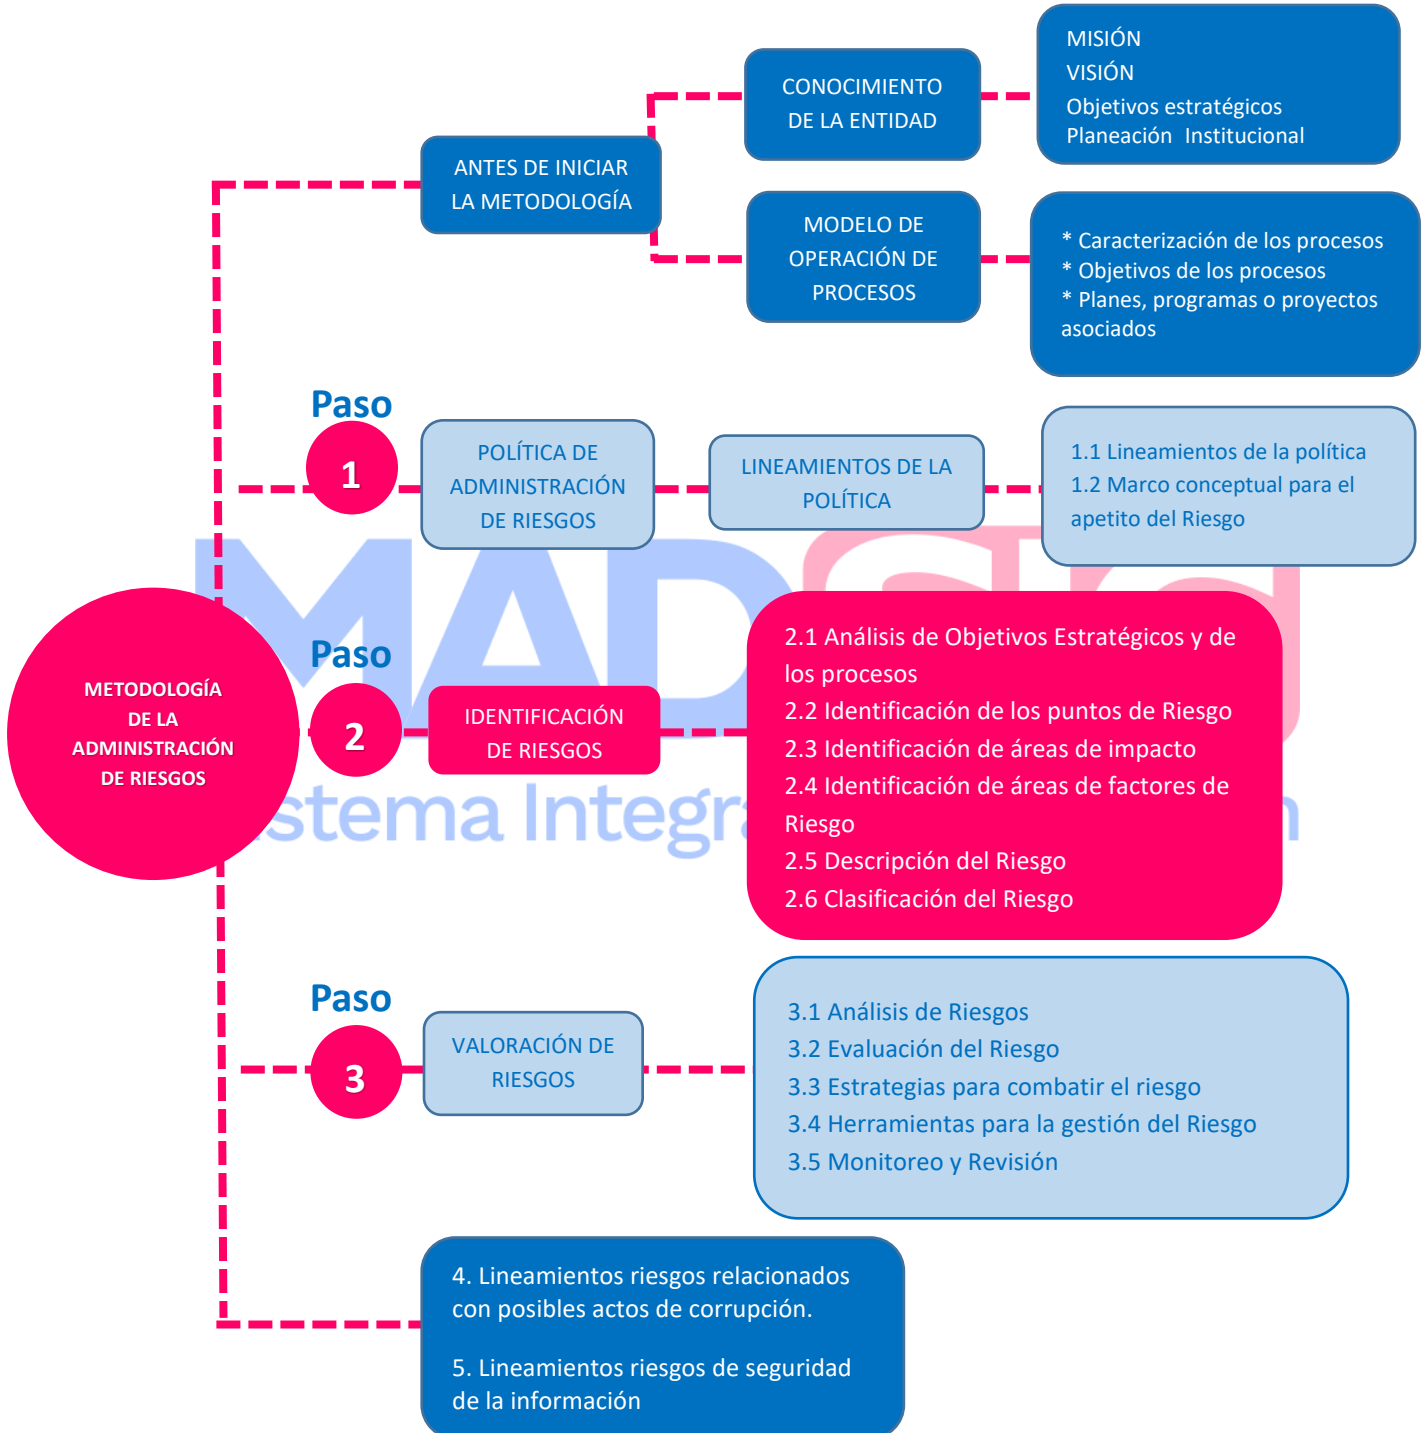 CONOCIMIENTO
DE LA ENTIDAD
MISIÓN
VISIÓN
Objetivos estratégicos
Planeación Institucional
ANTES DE INICIAR
LA METODOLOGÍA
MODELO DE
OPERACIÓN DE
PROCESOS
* Caracterización de los procesos
* Objetivos de los procesos
* Planes, programas o proyectos
asociados
Paso
1
POLÍTICA DE
ADMINISTRACIÓN
DE RIESGOS
LINEAMIENTOS DE LA
POLÍTICA
1.1 Lineamientos de la política
1.2 Marco conceptual para el
apetito del Riesgo
METODOLOGÍA
DE LA
ADMINISTRACIÓN
DE RIESGOS
Paso
2
IDENTIFICACIÓN
DE RIESGOS
2.1 Análisis de Objetivos Estratégicos y de
los procesos
2.2 Identificación de los puntos de Riesgo
2.3 Identificación de áreas de impacto
2.4 Identificación de áreas de factores de
Riesgo
2.5 Descripción del Riesgo
2.6 Clasificación del Riesgo
Paso
3
VALORACIÓN DE
RIESGOS
3.1 Análisis de Riesgos
3.2 Evaluación del Riesgo
3.3 Estrategias para combatir el riesgo
3.4 Herramientas para la gestión del Riesgo
3.5 Monitoreo y Revisión
4. Lineamientos riesgos relacionados
con posibles actos de corrupción.
5. Lineamientos riesgos de seguridad
de la información